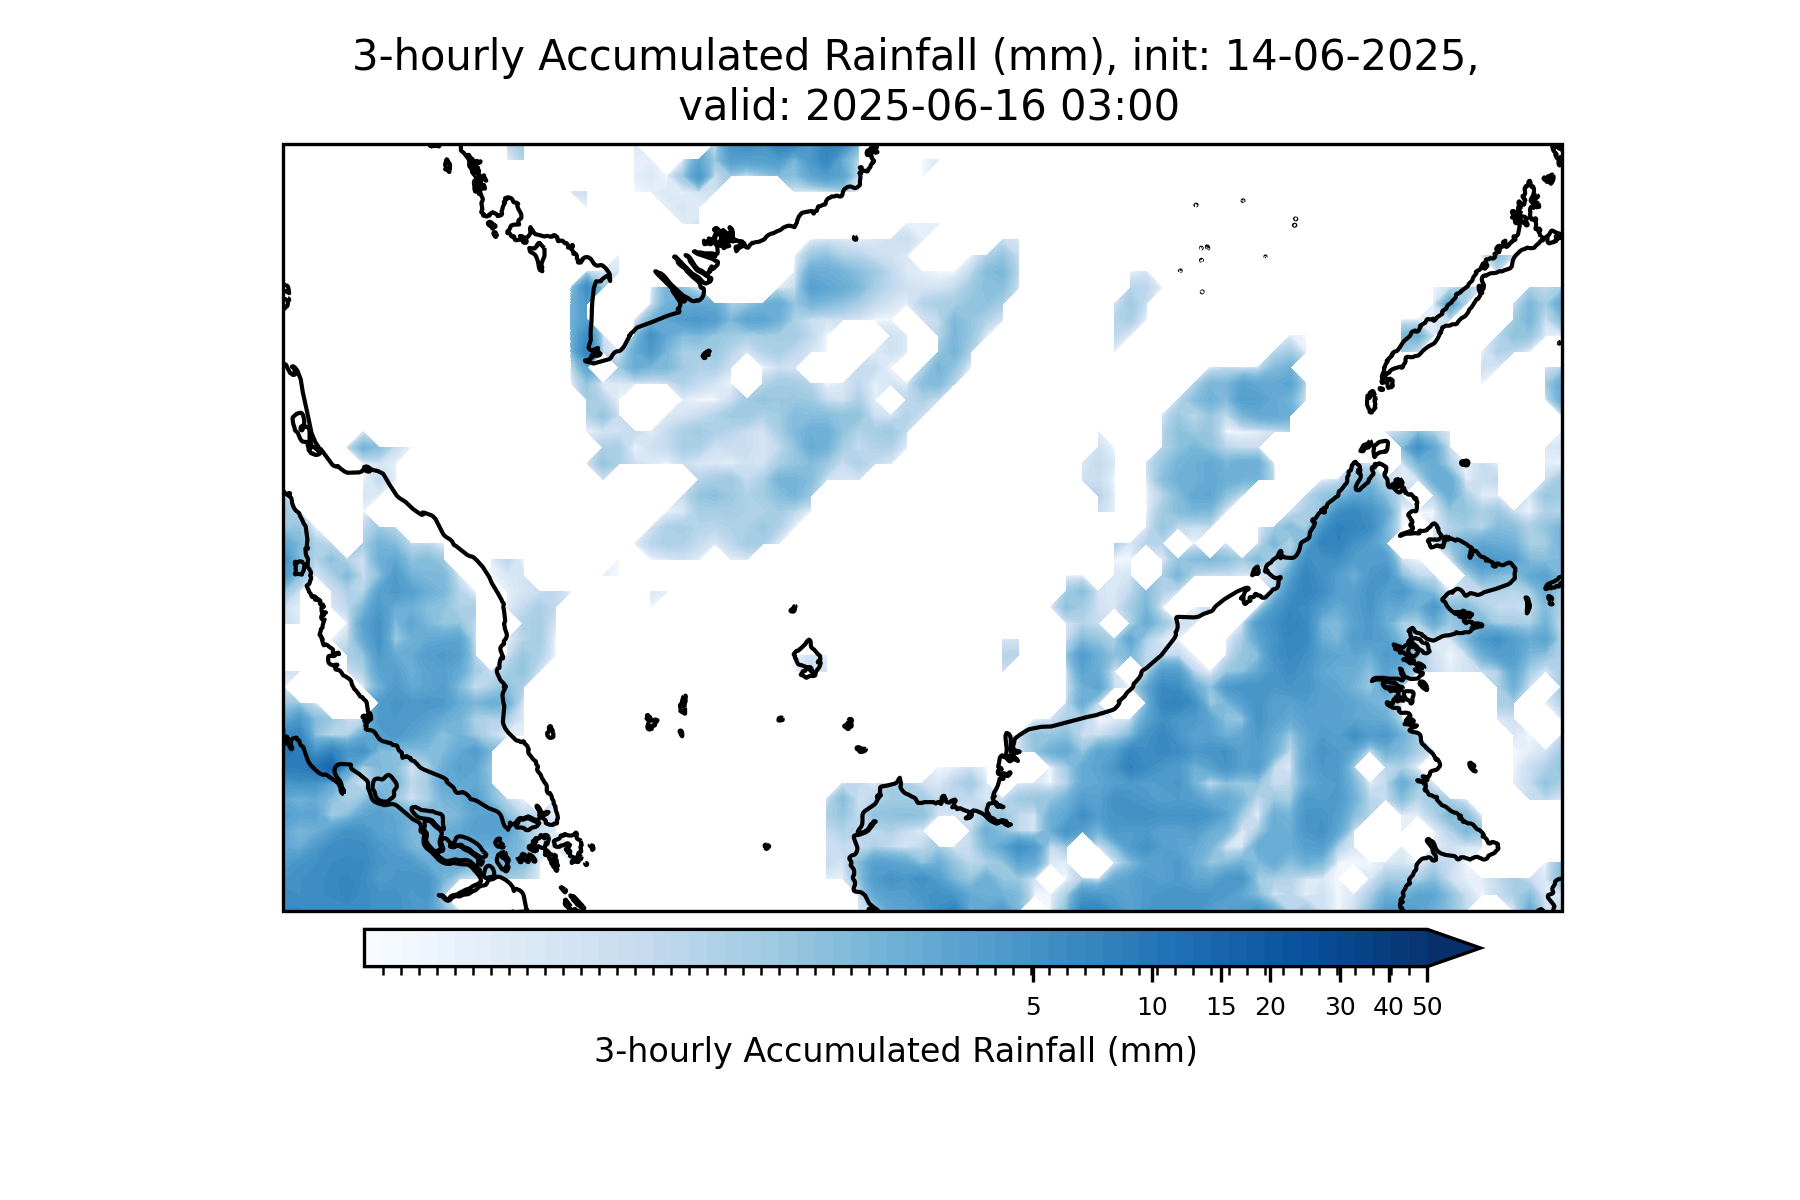 3-hourly Accumulated Rainfall (mm), init: 14-06-2025,
valid: 2025-06-16 03:00
5 10 15 20 30 40 50
3-hourly Accumulated Rainfall (mm)